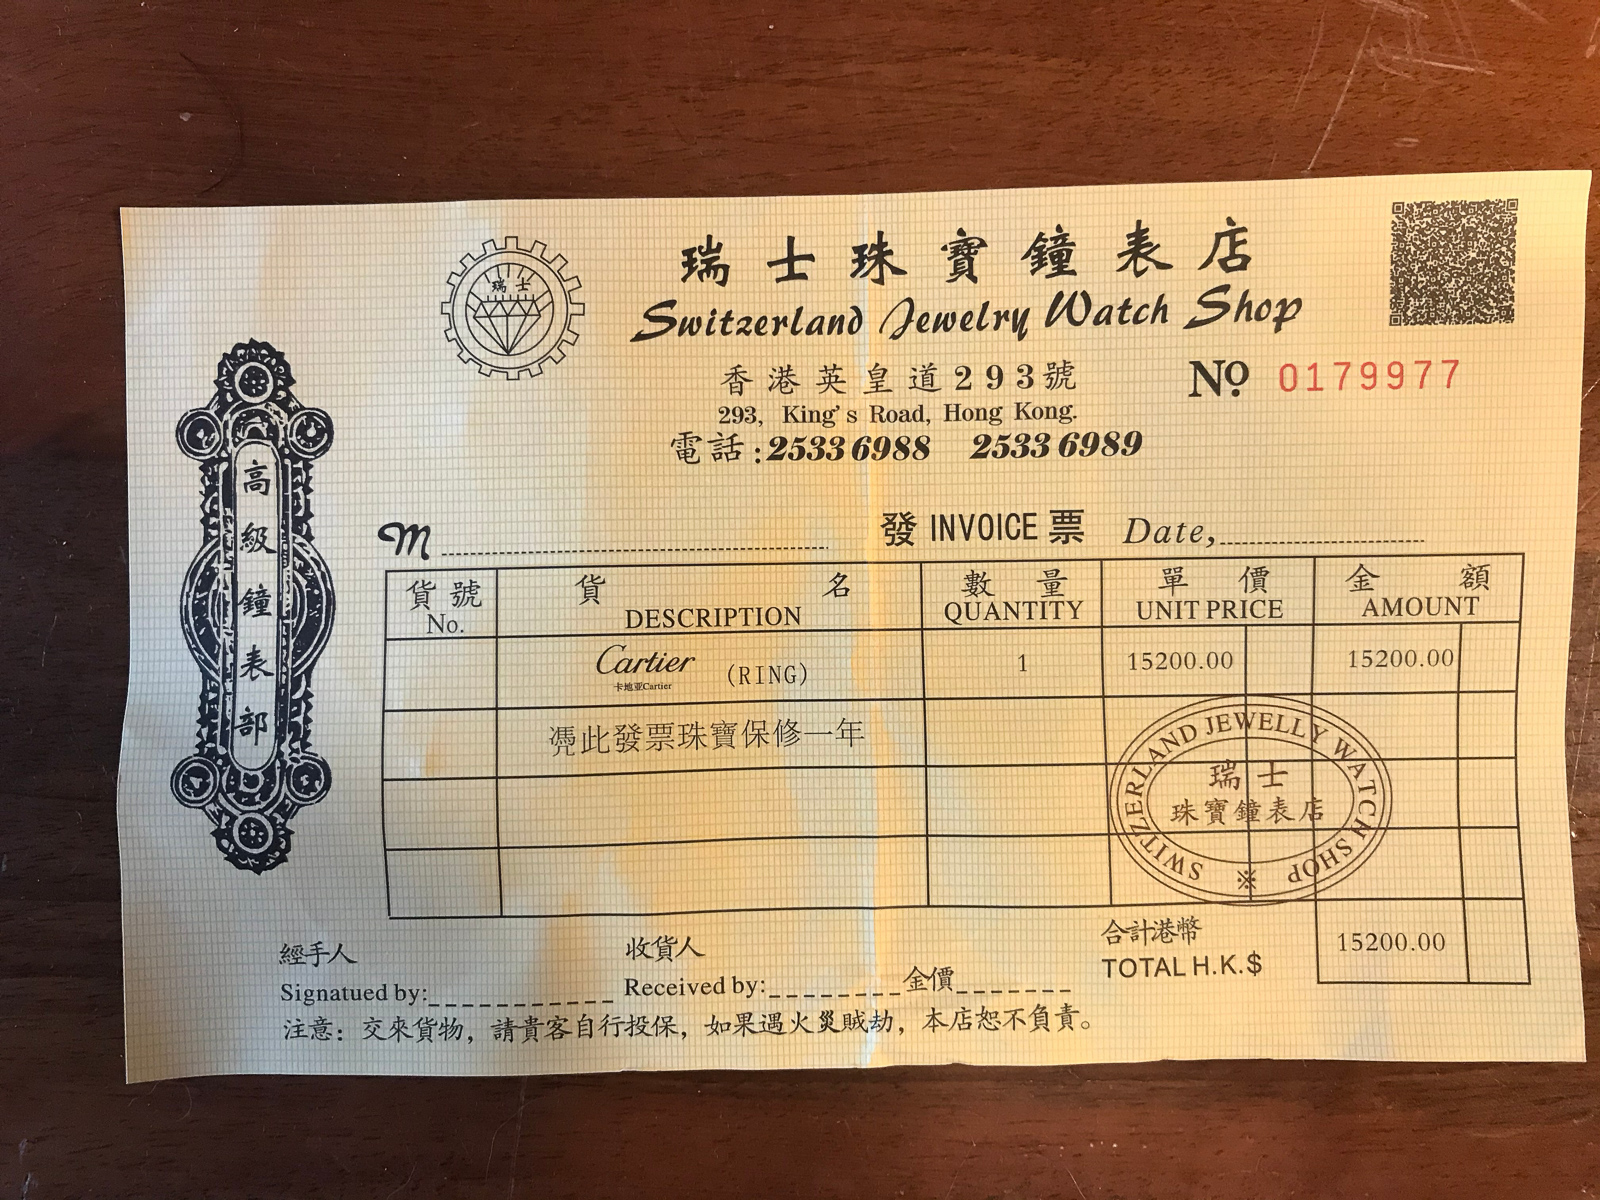 瑞士珠寶鐘表店
Switzerland Jewelry Watch Shop
瑞士
香港英皇道293號
293, King's Road, Hong Kong.
No 0179977
電話:2533 6988 2533 6989
高級鐘表部
M 發 INVOICE 票 Date,
貨號 貨名 數量 單價 金額
No. DESCRIPTION QUANTITY UNIT PRICE AMOUNT
Cartier (RING) 1 15200.00 15200.00
卡地亚Cartier
凭此發票珠寶保修一年
SWITZERLAND JEWELLY WATCH SHOP
瑞士
珠寶鐘表店
※
經手人 收貨人 合計港幣
Signatued by: Received by: 金價 TOTAL H.K.$ 15200.00
注意：交來貨物，請貴客自行投保，如果遇火災賊劫，本店恕不負責。